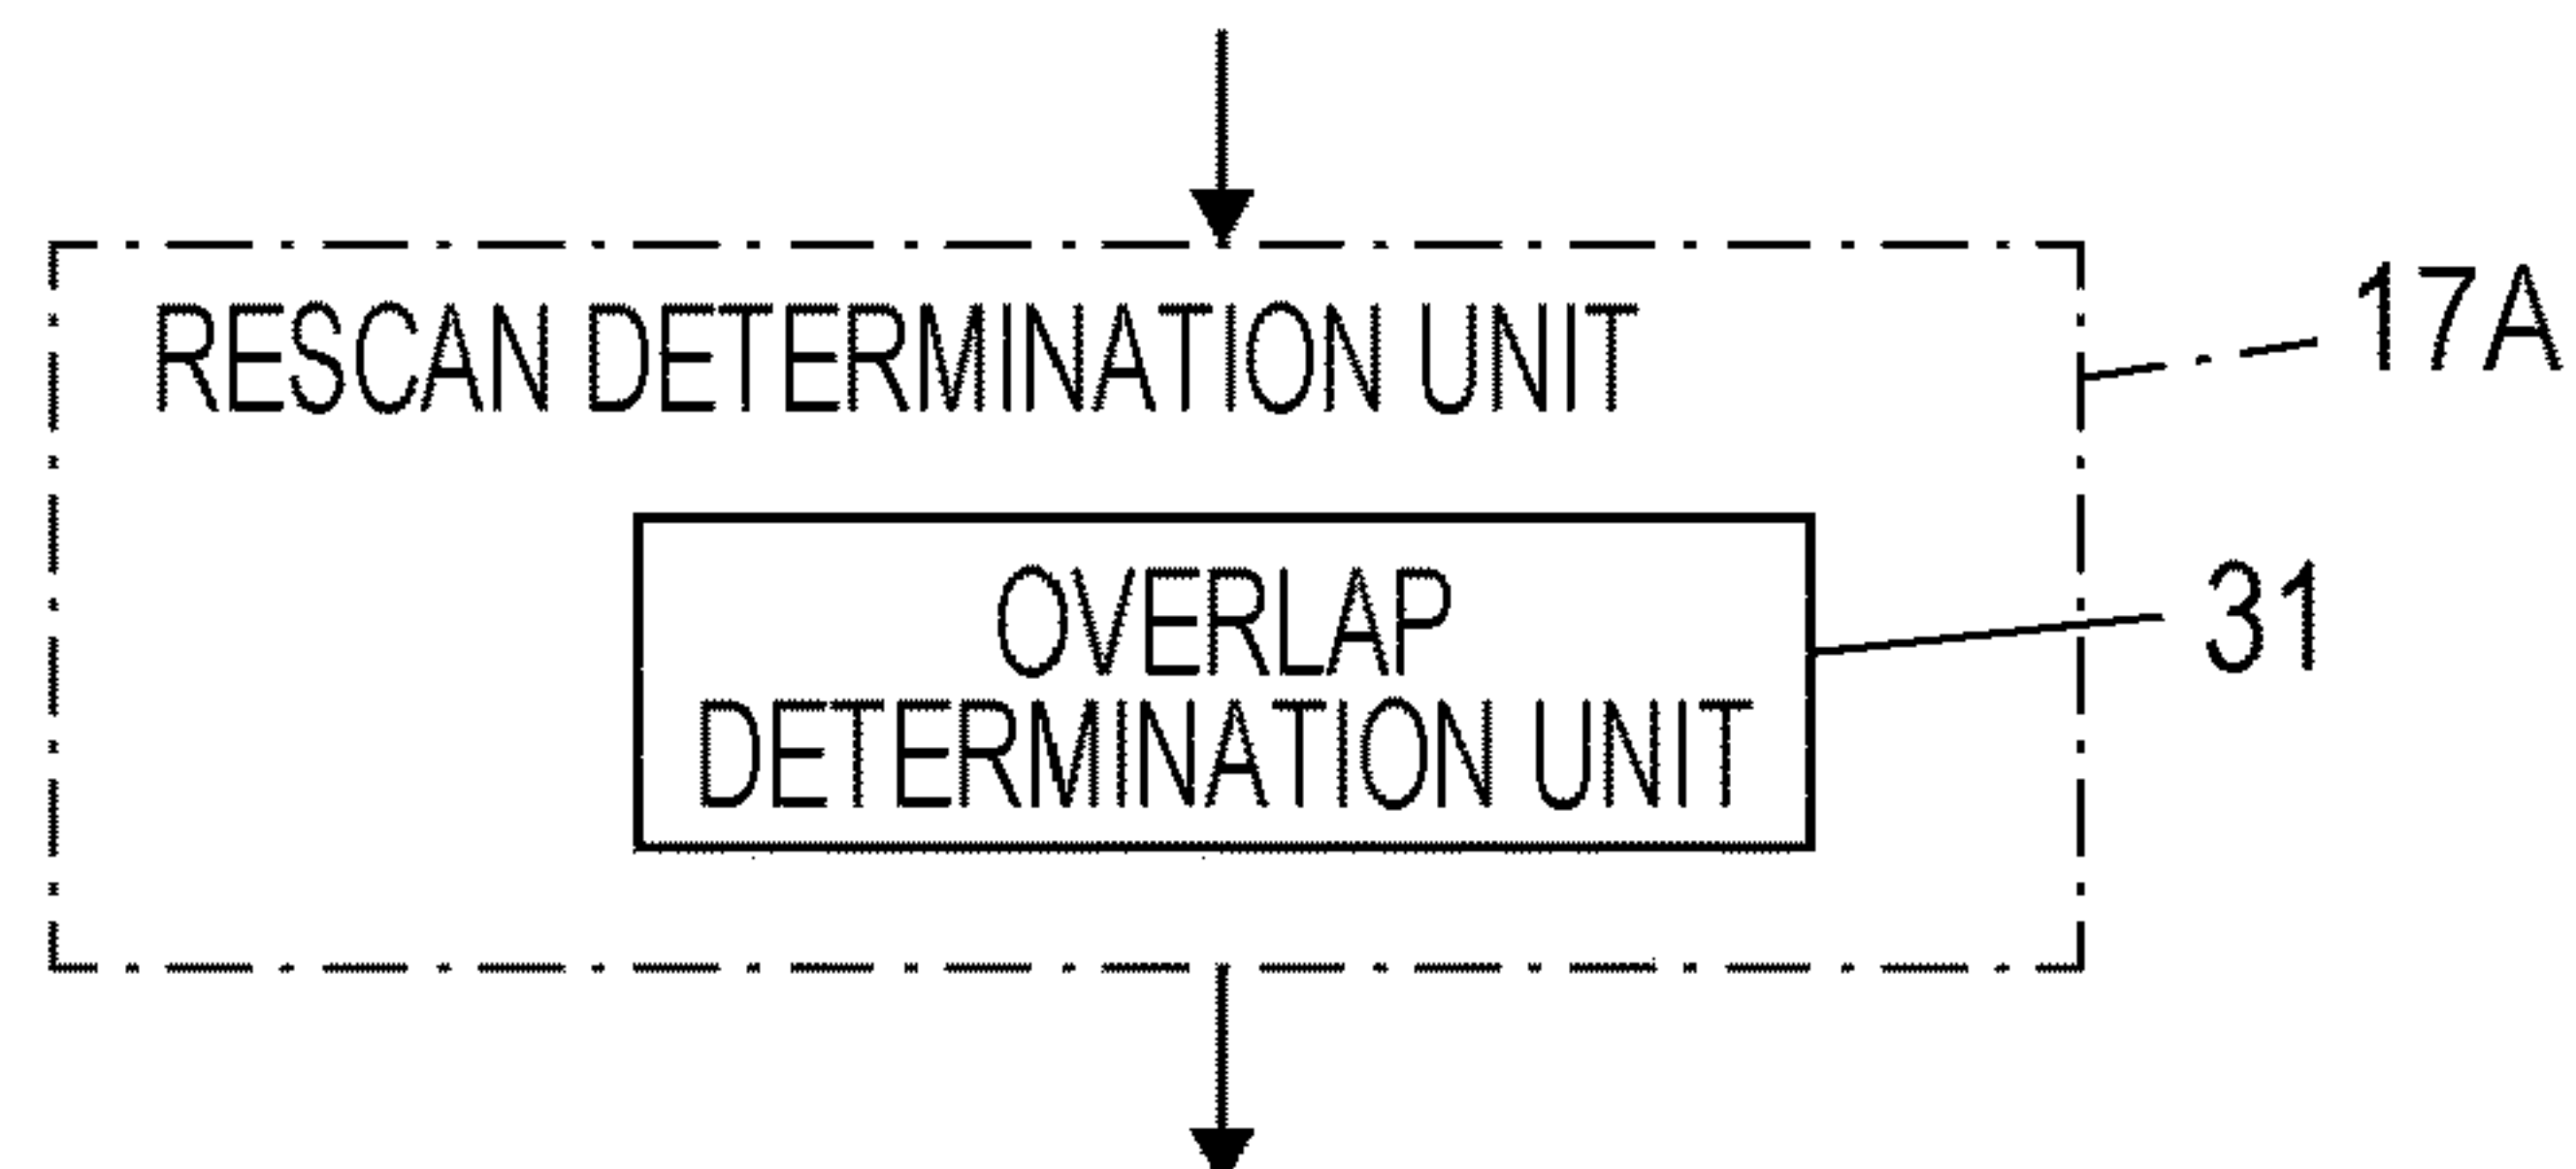 RESCAN DETERMINATION UNIT
17A
OVERLAP
DETERMINATION UNIT
31